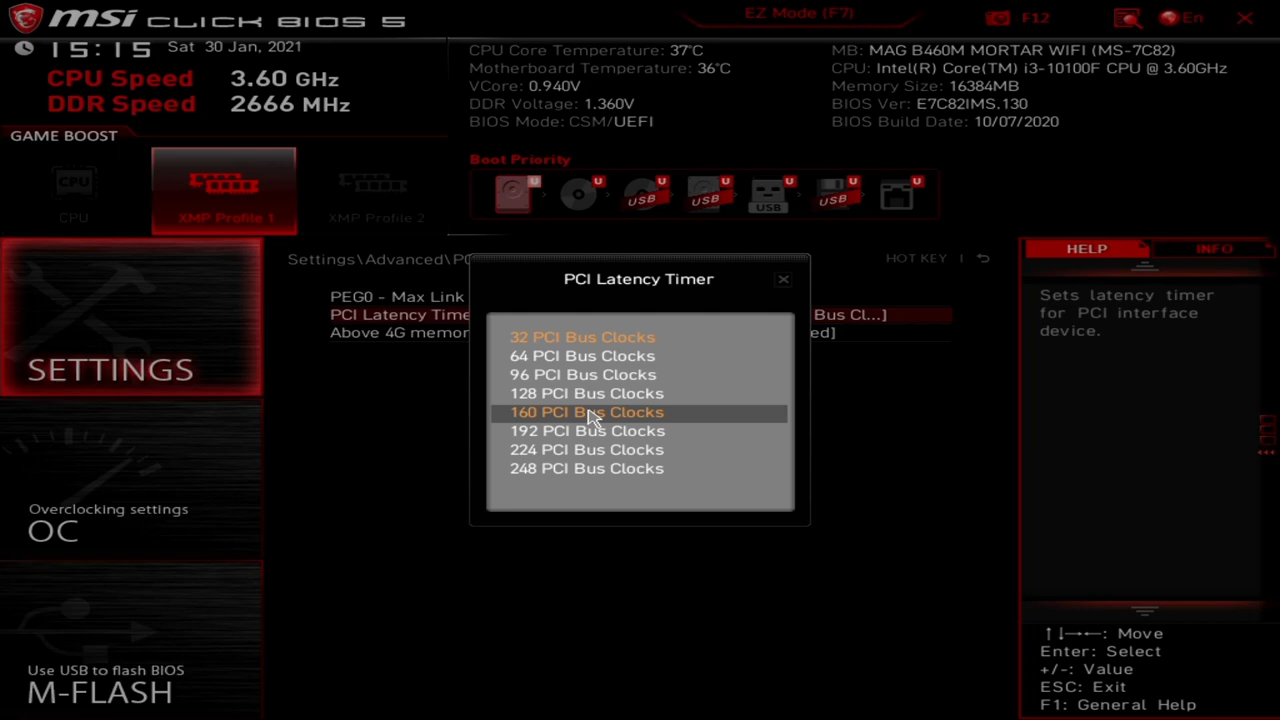 msi CLICK BIOS 5
EZ Mode (F7)
F12
En
15:15 Sat 30 Jan, 2021
CPU Speed 3.60 GHz
DDR Speed 2666 MHz
CPU Core Temperature: 37°C
Motherboard Temperature: 36°C
VCore: 0.940V
DDR Voltage: 1.360V
BIOS Mode: CSM/UEFI
MB: MAG B460M MORTAR WIFI (MS-7C82)
CPU: Intel(R) Core(TM) i3-10100F CPU @ 3.60GHz
Memory Size: 16384MB
BIOS Ver: E7C82IMS.130
BIOS Build Date: 10/07/2020
GAME BOOST
CPU
CPU
XMP Profile 1
XMP Profile 2
Boot Priority
U U U U U U U
USB USB USB USB
SETTINGS
Overclocking settings
OC
Use USB to flash BIOS
M-FLASH
Settings\Advanced\PC
HOT KEY |
PEG0 - Max Link
PCI Latency Time Bus Cl...]
Above 4G memor ed]
PCI Latency Timer
32 PCI Bus Clocks
64 PCI Bus Clocks
96 PCI Bus Clocks
128 PCI Bus Clocks
160 PCI Bus Clocks
192 PCI Bus Clocks
224 PCI Bus Clocks
248 PCI Bus Clocks
HELP
INFO
Sets latency timer
for PCI interface
device.
↑↓→←: Move
Enter: Select
+/-: Value
ESC: Exit
F1: General Help